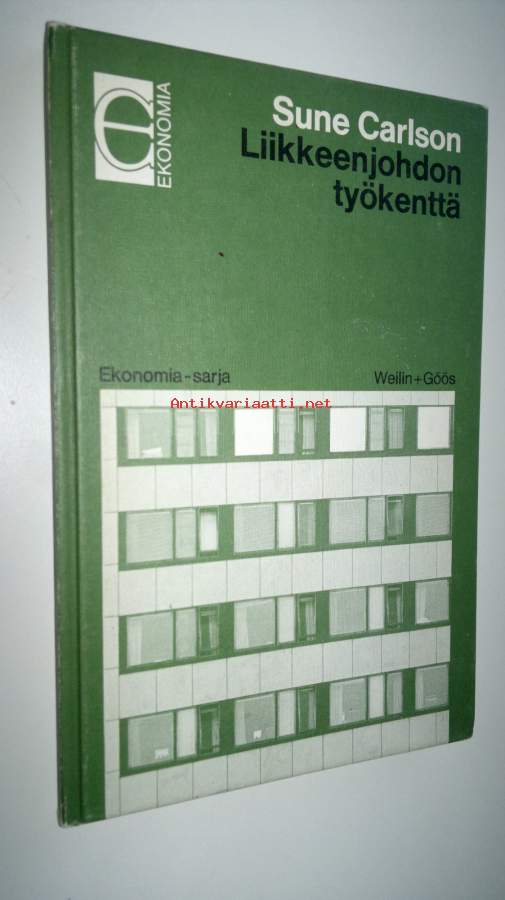 EKONOMIA
Sune Carlson
Liikkeenjohdon
työkenttä
Ekonomia-sarja
Weilin+Göös
Antikvariaatti.net